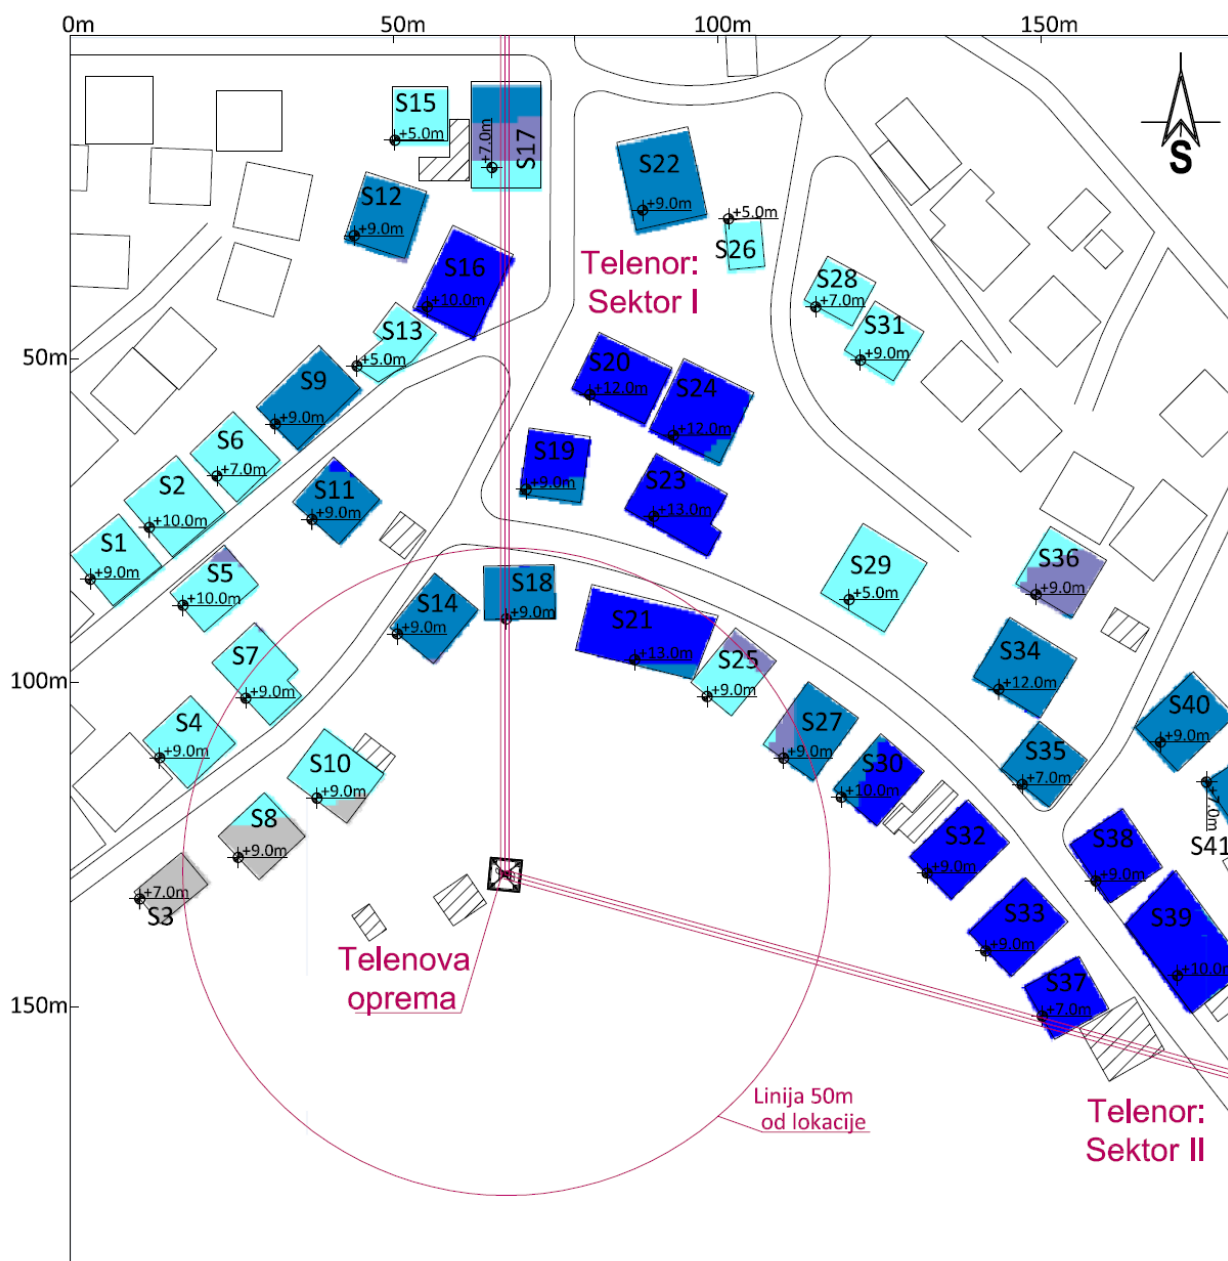 0m
50m
100m
150m
S15
+5.0m
+7.0m
S17
S22
+9.0m
S
S12
+9.0m
+5.0m
S26
S16
+10.0m
Telenor:
Sektor I
S28
+7.0m
S13
+5.0m
S31
+9.0m
50m
S20
+12.0m
S9
+9.0m
S24
+12.0m
S6
+7.0m
S19
+9.0m
S2
+10.0m
S11
+9.0m
S23
+13.0m
S1
+9.0m
S5
+10.0m
S29
+5.0m
S36
+9.0m
S18
+9.0m
S14
+9.0m
S21
+13.0m
S7
+9.0m
S25
+9.0m
S34
+12.0m
100m
S4
+9.0m
S27
+9.0m
S40
+9.0m
S10
+9.0m
S30
+10.0m
S35
+7.0m
+7.0m
S41
S8
+9.0m
S32
+9.0m
S38
+9.0m
+7.0m
S3
S33
+9.0m
S39
+10.0m
Telenova
oprema
S37
+7.0m
150m
Linija 50m
od lokacije
Telenor:
Sektor II